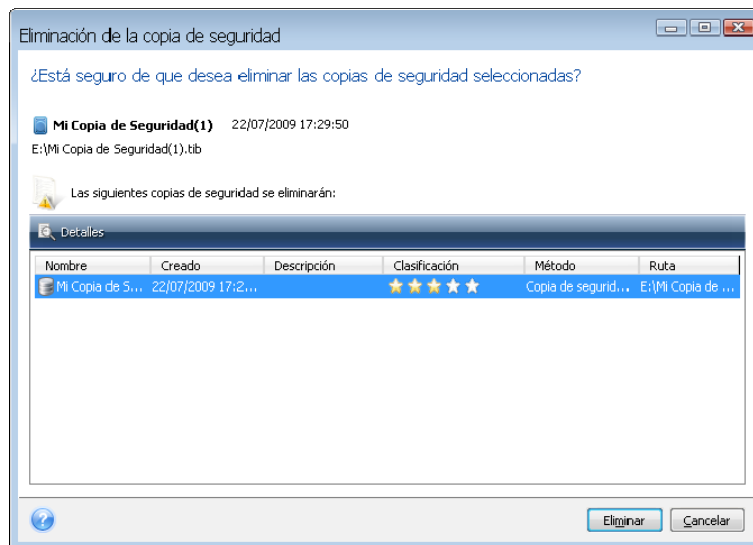 Eliminación de la copia de seguridad
¿Está seguro de que desea eliminar las copias de seguridad seleccionadas?
Mi Copia de Seguridad(1) 22/07/2009 17:29:50
E:\Mi Copia de Seguridad(1).tib
Las siguientes copias de seguridad se eliminarán:
Detalles
Nombre Creado Descripción Clasificación Método Ruta
Mi Copia de S... 22/07/2009 17:2... Copia de segurid... E:\Mi Copia de ...
Eliminar Cancelar